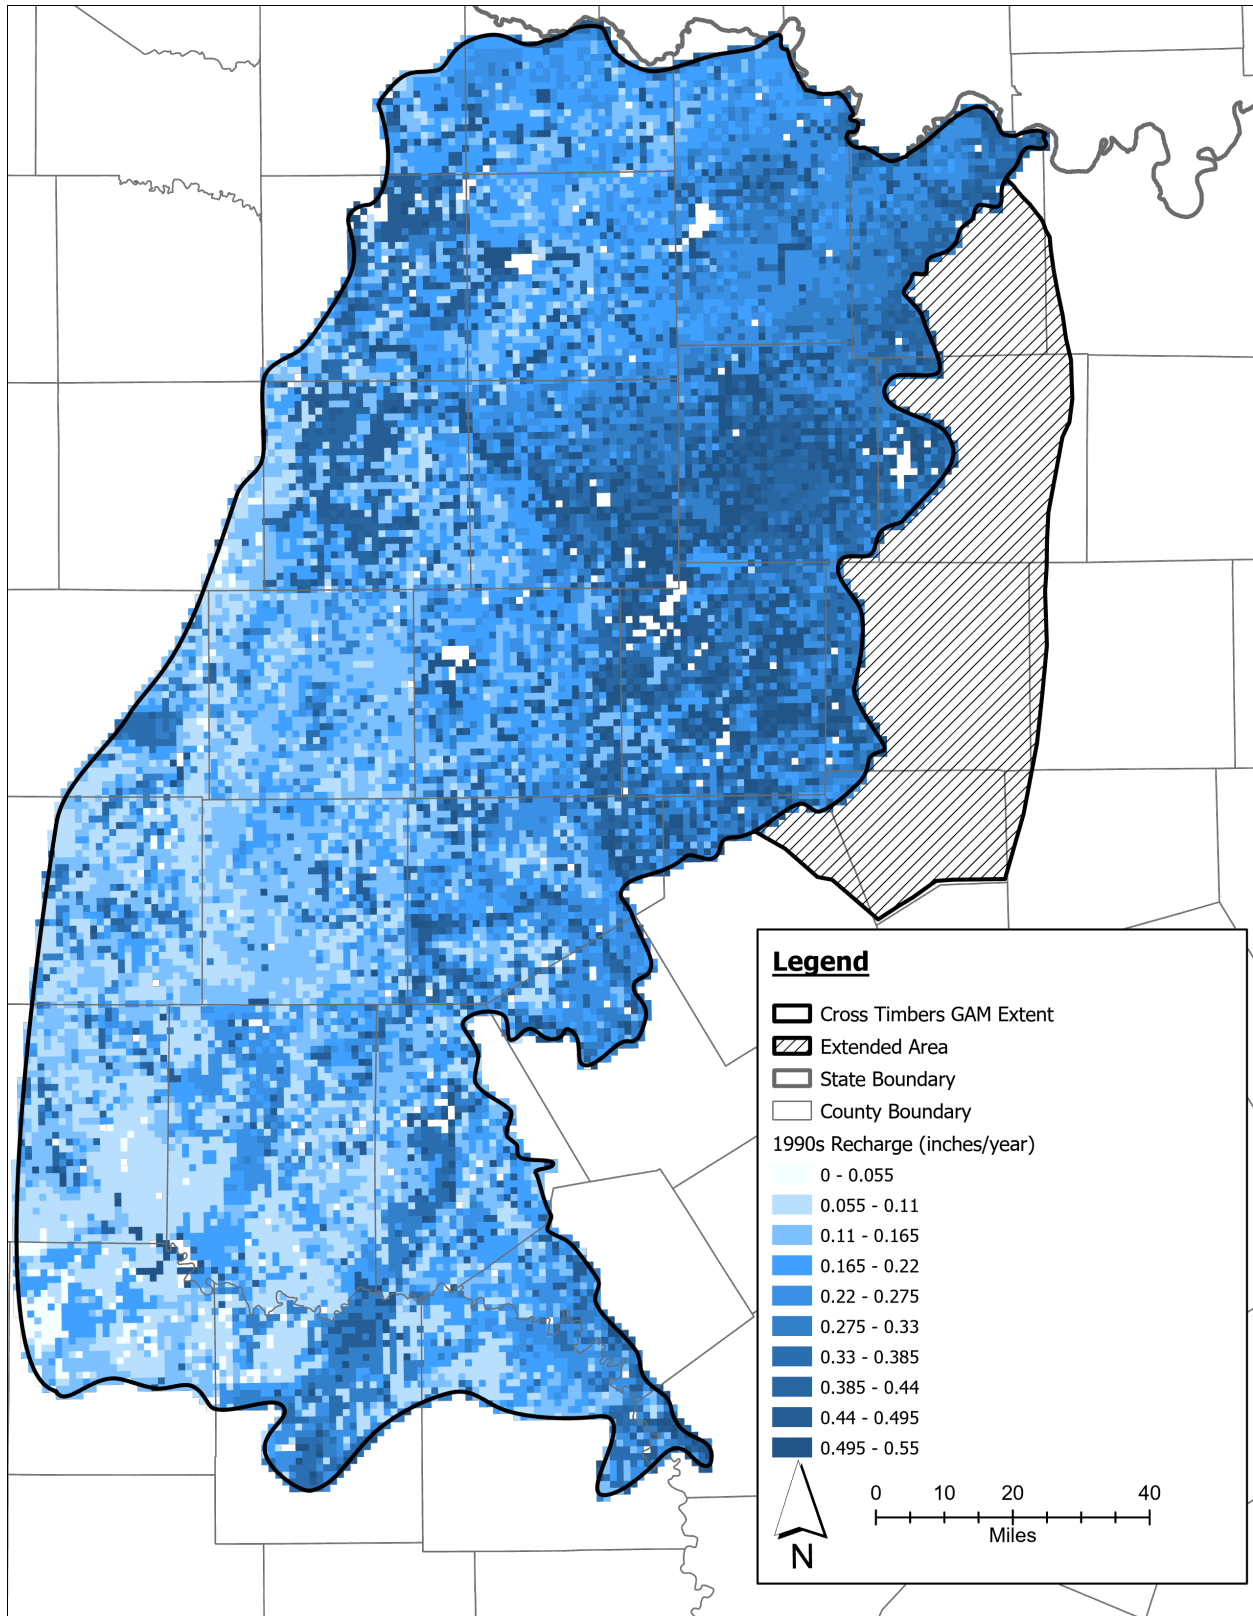 Legend
Cross Timbers GAM Extent
Extended Area
State Boundary
County Boundary
1990s Recharge (inches/year)
0 - 0.055
0.055 - 0.11
0.11 - 0.165
0.165 - 0.22
0.22 - 0.275
0.275 - 0.33
0.33 - 0.385
0.385 - 0.44
0.44 - 0.495
0.495 - 0.55
0 10 20 40
Miles
N